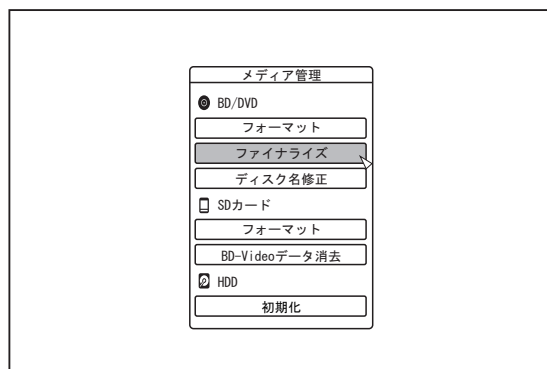 メディア管理
BD/DVD
フォーマット
ファイナライズ
ディスク名修正
SDカード
フォーマット
BD-Videoデータ消去
HDD
初期化